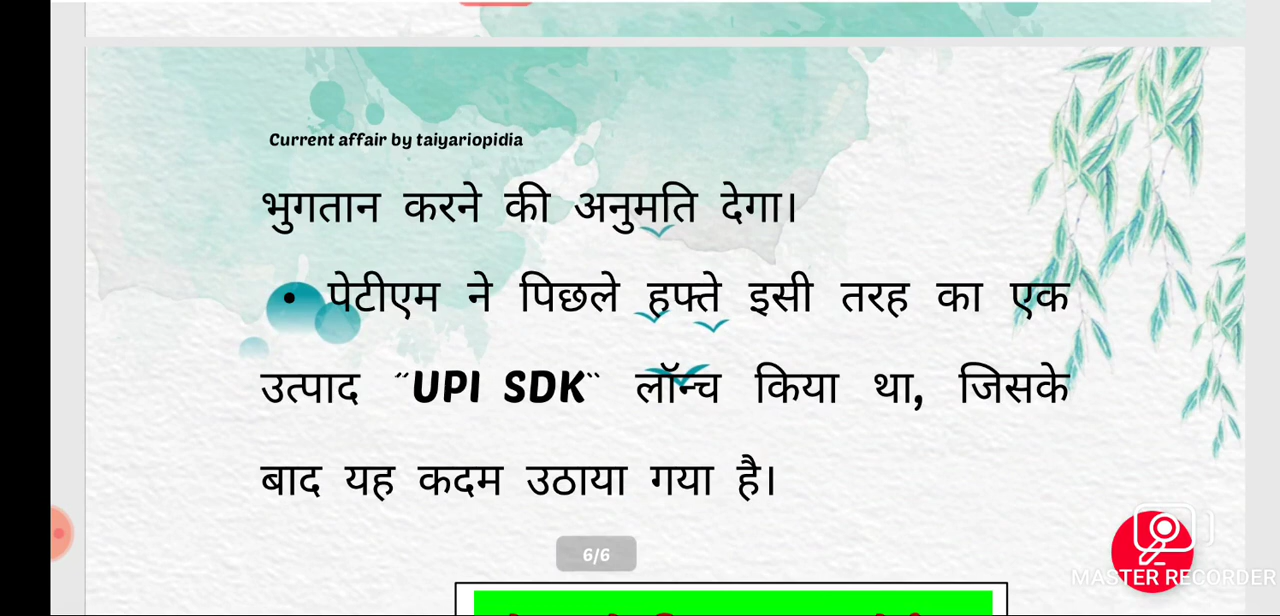 Current affair by taiyariopidia
भुगतान करने की अनुमति देगा।
• पेटीएम ने पिछले हफ्ते इसी तरह का एक
उत्पाद ˝UPI SDK˝ लॉन्च किया था, जिसके
बाद यह कदम उठाया गया है।
6/6
MASTER RECORDER